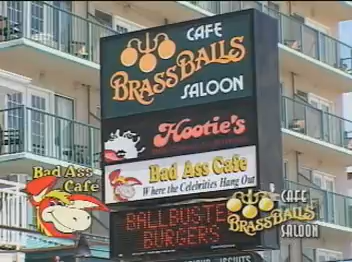 CAFE
BRASS BALLS
SALOON
Hootie's
Bad Ass Cafe
Where the Celebrities Hang Out
BALLBUSTE
BURGERS
Bad Ass
Cafe
CAFE
BRASS BALLS
SALOON